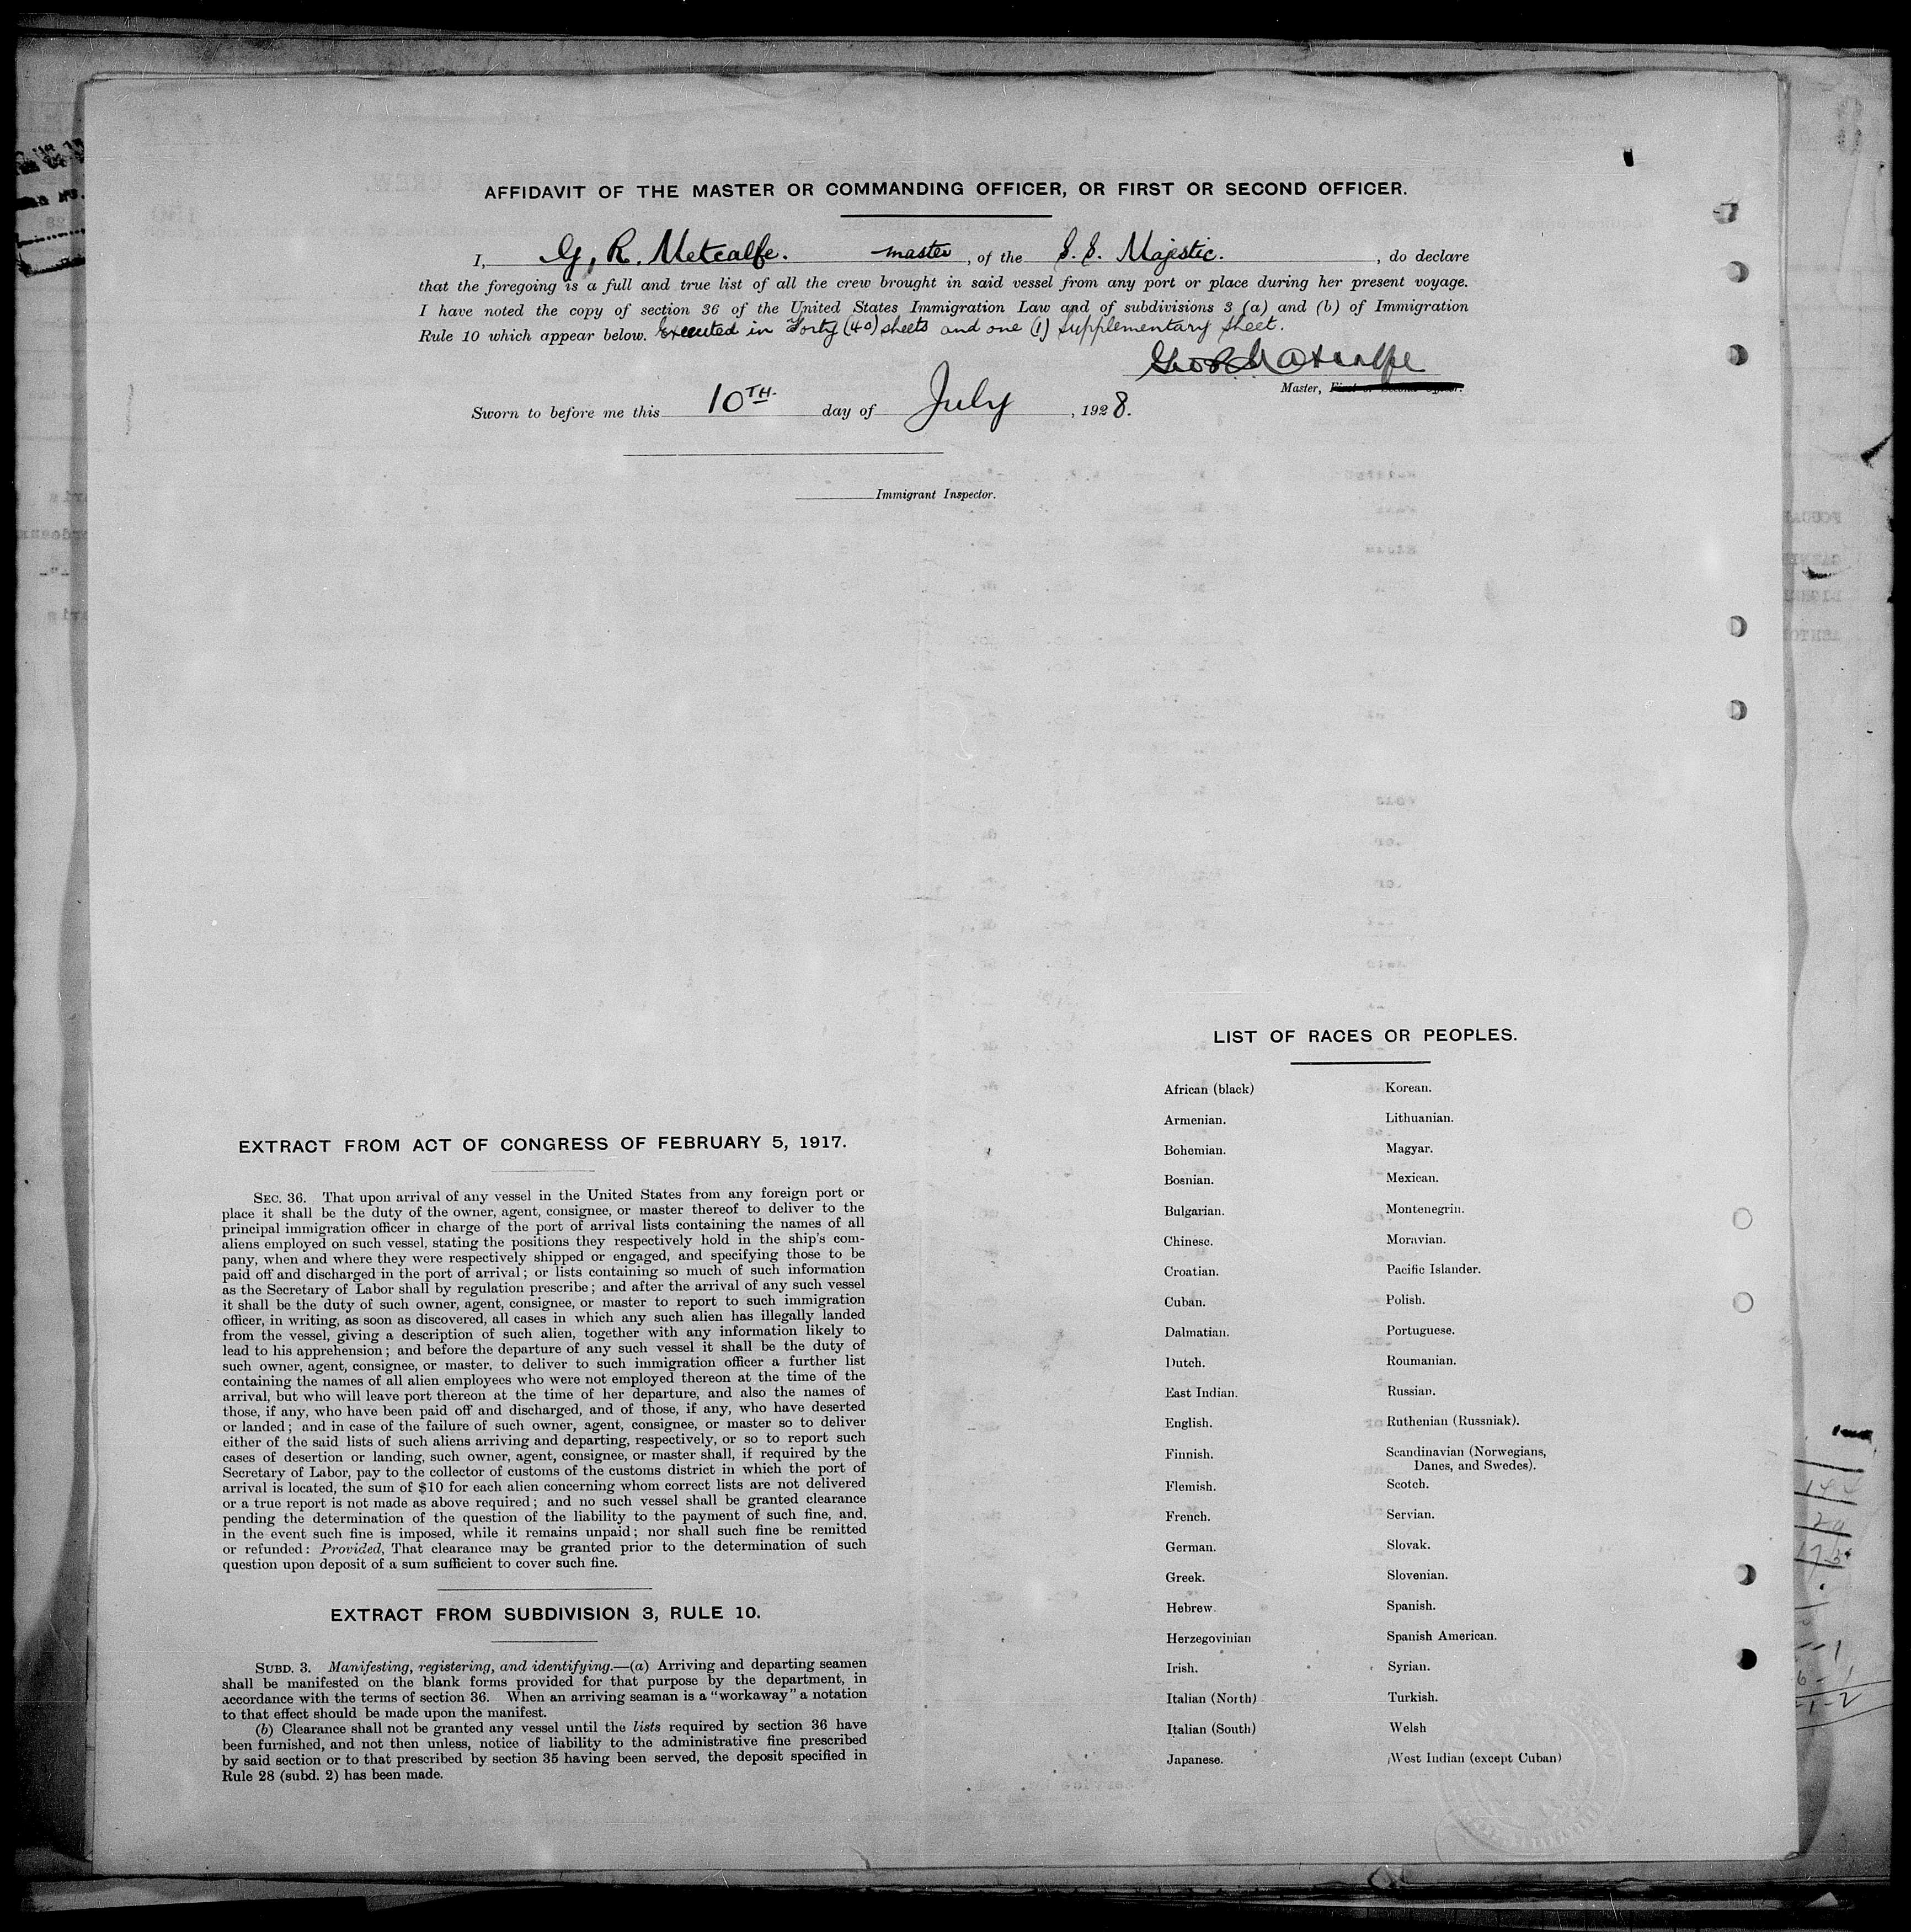 AFFIDAVIT OF THE MASTER OR COMMANDING OFFICER, OR FIRST OR SECOND OFFICER.
I, G, R. Metcalfe. master, of the S.S. Majestic. , do declare
that the foregoing is a full and true list of all the crew brought in said vessel from any port or place during her present voyage.
I have noted the copy of section 36 of the United States Immigration Law and of subdivisions 3 (a) and (b) of Immigration
Rule 10 which appear below. Executed in Forty (40) sheets and one (1) Supplementary Sheet.
Geo R Metcalfe
Master, First or Second Officer.
Sworn to before me this 10TH. day of July , 1928.
Immigrant Inspector.
LIST OF RACES OR PEOPLES.
African (black) Korean.
Armenian. Lithuanian.
Bohemian. Magyar.
Bosnian. Mexican.
Bulgarian. Montenegrin.
Chinese. Moravian.
Croatian. Pacific Islander.
Cuban. Polish.
Dalmatian. Portuguese.
Dutch. Roumanian.
East Indian. Russian.
English. Ruthenian (Russniak).
Finnish. Scandinavian (Norwegians,
Danes, and Swedes).
Flemish. Scotch.
French. Servian.
German. Slovak.
Greek. Slovenian.
Hebrew. Spanish.
Herzegovinian Spanish American.
Irish. Syrian.
Italian (North) Turkish.
Italian (South) Welsh
Japanese. West Indian (except Cuban)
EXTRACT FROM ACT OF CONGRESS OF FEBRUARY 5, 1917.
SEC. 36. That upon arrival of any vessel in the United States from any foreign port or
place it shall be the duty of the owner, agent, consignee, or master thereof to deliver to the
principal immigration officer in charge of the port of arrival lists containing the names of all
aliens employed on such vessel, stating the positions they respectively hold in the ship's com-
pany, when and where they were respectively shipped or engaged, and specifying those to be
paid off and discharged in the port of arrival; or lists containing so much of such information
as the Secretary of Labor shall by regulation prescribe; and after the arrival of any such vessel
it shall be the duty of such owner, agent, consignee, or master to report to such immigration
officer, in writing, as soon as discovered, all cases in which any such alien has illegally landed
from the vessel, giving a description of such alien, together with any information likely to
lead to his apprehension; and before the departure of any such vessel it shall be the duty of
such owner, agent, consignee, or master, to deliver to such immigration officer a further list
containing the names of all alien employees who were not employed thereon at the time of the
arrival, but who will leave port thereon at the time of her departure, and also the names of
those, if any, who have been paid off and discharged, and of those, if any, who have deserted
or landed; and in case of the failure of such owner, agent, consignee, or master so to deliver
either of the said lists of such aliens arriving and departing, respectively, or so to report such
cases of desertion or landing, such owner, agent, consignee, or master shall, if required by the
Secretary of Labor, pay to the collector of customs of the customs district in which the port of
arrival is located, the sum of $10 for each alien concerning whom correct lists are not delivered
or a true report is not made as above required; and no such vessel shall be granted clearance
pending the determination of the question of the liability to the payment of such fine, and,
in the event such fine is imposed, while it remains unpaid; nor shall such fine be remitted
or refunded: Provided, That clearance may be granted prior to the determination of such
question upon deposit of a sum sufficient to cover such fine.
EXTRACT FROM SUBDIVISION 3, RULE 10.
SUBD. 3. Manifesting, registering, and identifying.—(a) Arriving and departing seamen
shall be manifested on the blank forms provided for that purpose by the department, in
accordance with the terms of section 36. When an arriving seaman is a "workaway" a notation
to that effect should be made upon the manifest.
(b) Clearance shall not be granted any vessel until the lists required by section 36 have
been furnished, and not then unless, notice of liability to the administrative fine prescribed
by said section or to that prescribed by section 35 having been served, the deposit specified in
Rule 28 (subd. 2) has been made.